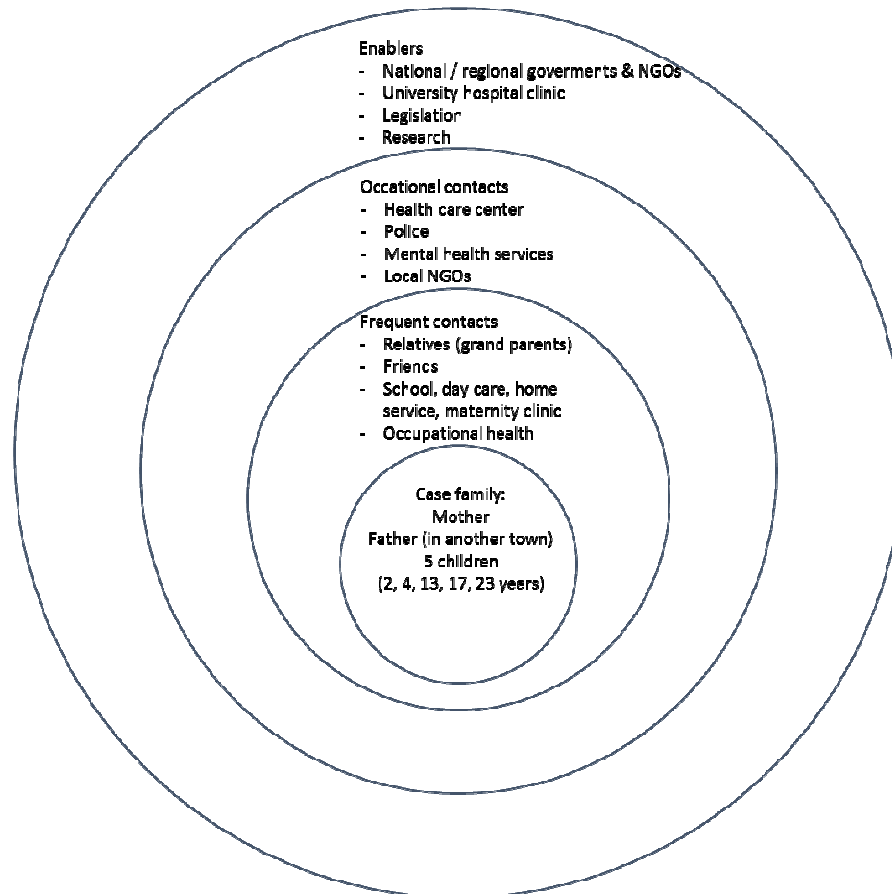 Enablers
- National / regional goverments & NGOs
- University hospital clinic
- Legislation
- Research
Occational contacts
- Health care center
- Police
- Mental health services
- Local NGOs
Frequent contacts
- Relatives (grand parents)
- Friencs
- School, day care, home
service, maternity clinic
- Occupational health
Case family:
Mother
Father (in another town)
5 children
(2, 4, 13, 17, 23 years)